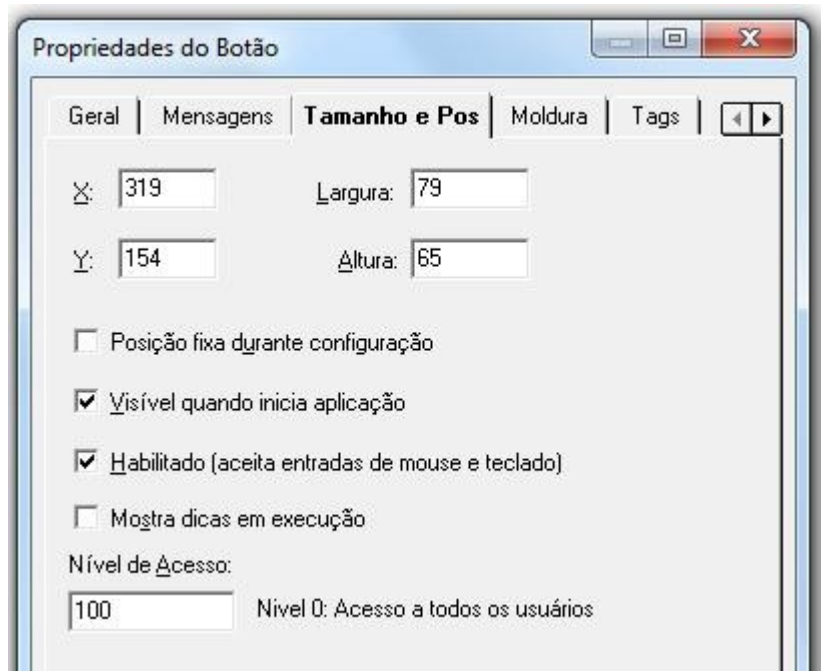 Propriedades do Botão
Geral Mensagens Tamanho e Pos Moldura Tags
X: 319 Largura: 79
Y: 154 Altura: 65
Posição fixa durante configuração
Visível quando inicia aplicação
Habilitado (aceita entradas de mouse e teclado)
Mostra dicas em execução
Nível de Acesso:
100 Nivel 0: Acesso a todos os usuários